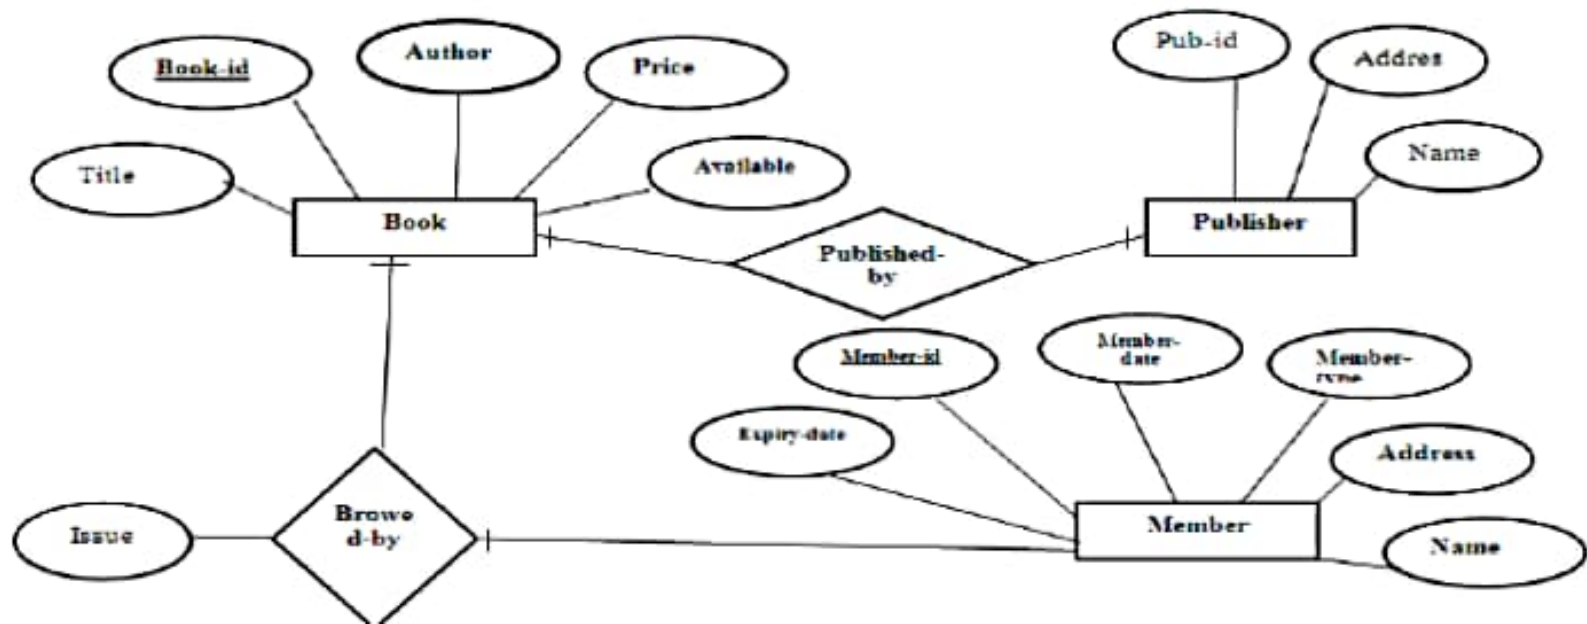 Book-id
Author
Price
Pub-id
Addres
Title
Available
Name
Book
Published-
by
Publisher
Member-id
Member-
date
Member-
type
Expiry-date
Address
Browe
d-by
Issue
Member
Name